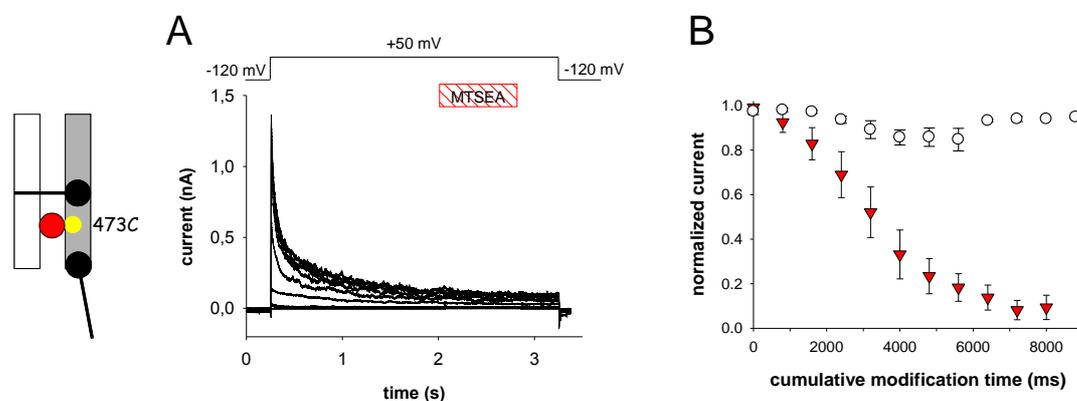 A
B
+50 mV
-120 mV
-120 mV
MTSEA
1,5
1,0
0,5
0,0
current (nA)
0
1
2
3
time (s)
473C
1.0
0.8
0.6
0.4
0.2
0.0
normalized current
0
2000
4000
6000
8000
cumulative modification time (ms)